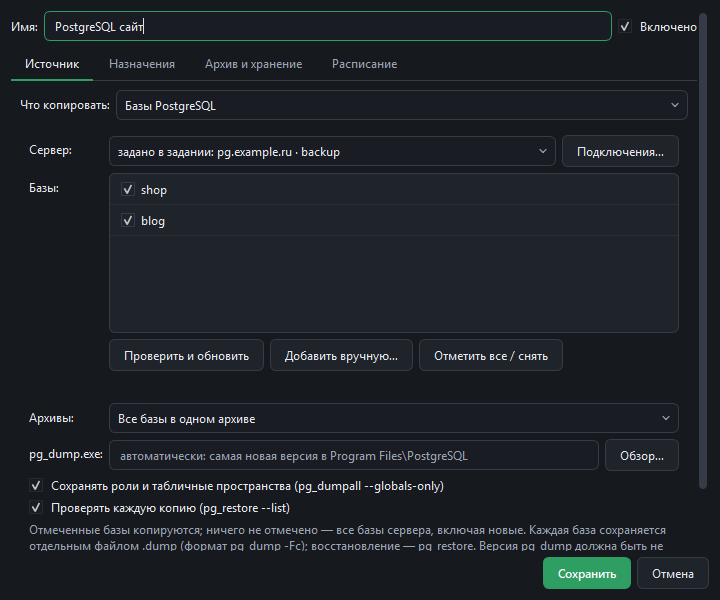 Имя: PostgreSQL сайт Включено
Источник Назначения Архив и хранение Расписание
Что копировать: Базы PostgreSQL
Сервер: задано в задании: pg.example.ru · backup Подключения...
Базы: shop
blog
Проверить и обновить Добавить вручную... Отметить все / снять
Архивы: Все базы в одном архиве
pg_dump.exe: автоматически: самая новая версия в Program Files\PostgreSQL Обзор...
Сохранять роли и табличные пространства (pg_dumpall --globals-only)
Проверять каждую копию (pg_restore --list)
Отмеченные базы копируются; ничего не отмечено — все базы сервера, включая новые. Каждая база сохраняется
отдельным файлом .dump (формат pg_dump -Fc); восстановление — pg_restore. Версия pg_dump должна быть не
Сохранить Отмена